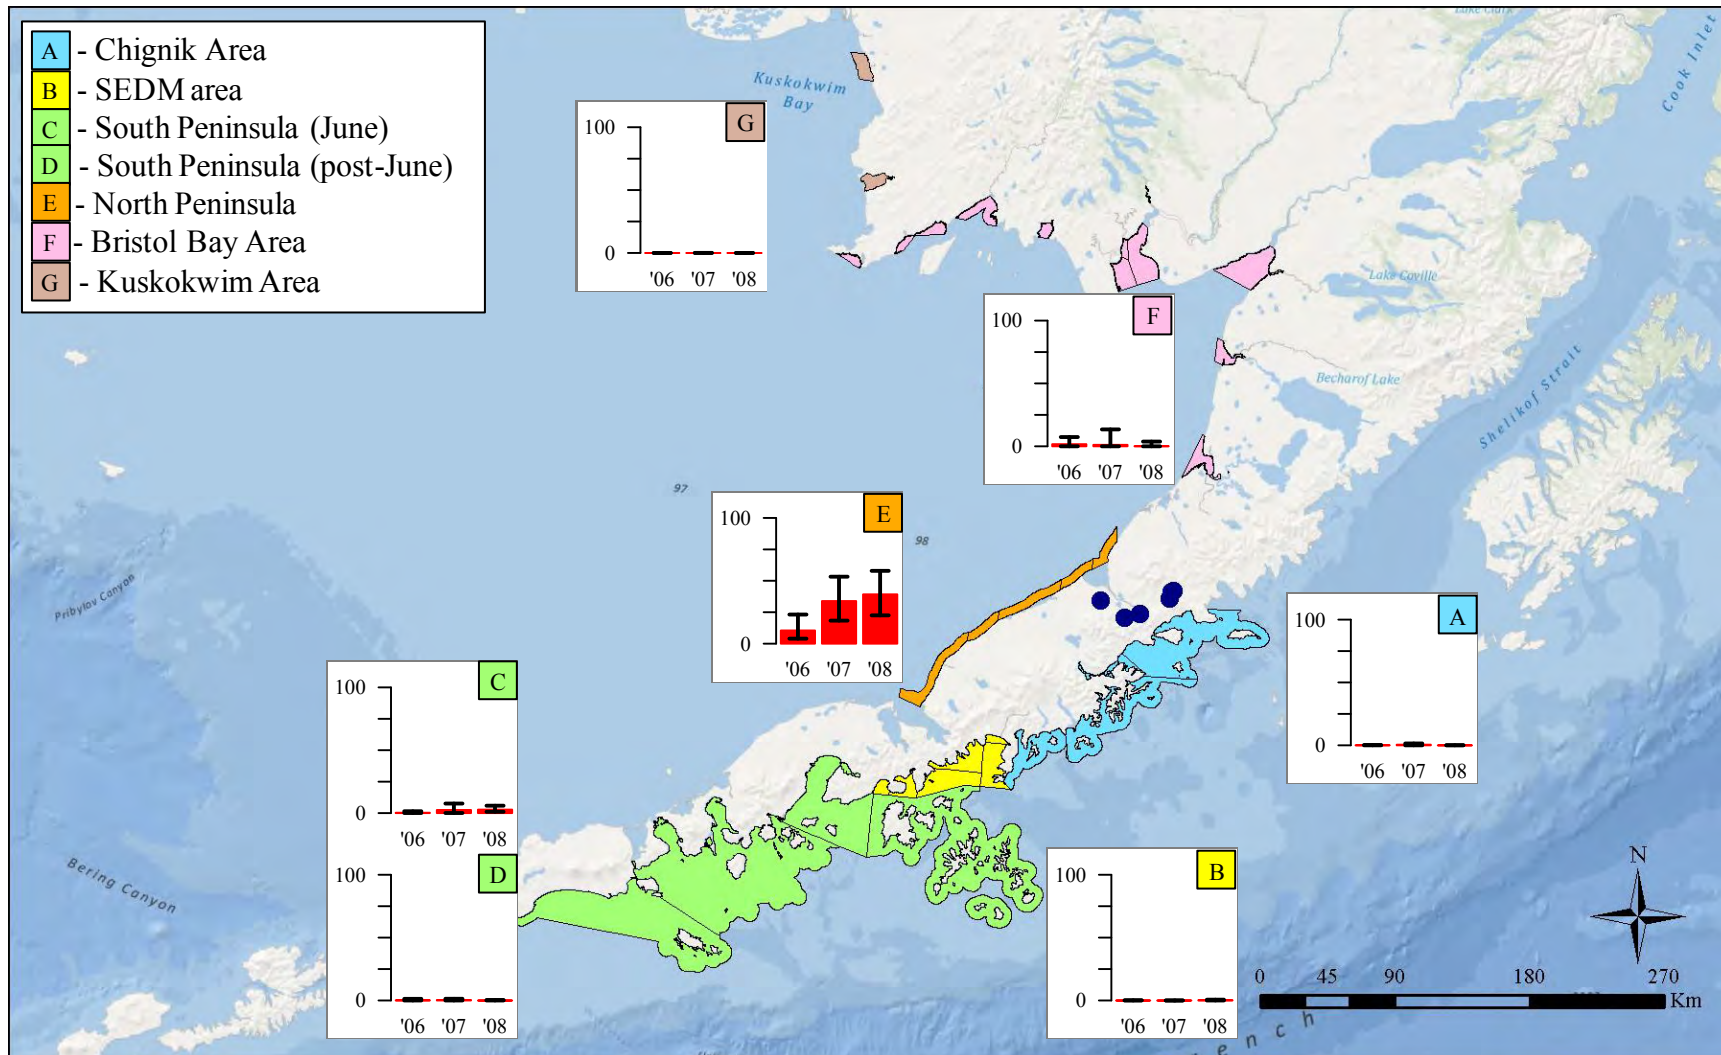 A - Chignik Area
B - SEDM area
C - South Peninsula (June)
D - South Peninsula (post-June)
E - North Peninsula
F - Bristol Bay Area
G - Kuskokwim Area
Kuskokwim
Bay
Lake Clark
Cook Inlet
G
100
0
'06 '07 '08
Lake Coville
F
100
0
'06 '07 '08
Becharof Lake
Shelikof Strait
97
98
E
100
0
'06 '07 '08
Pribylov Canyon
A
100
0
'06 '07 '08
C
100
0
'06 '07 '08
D
100
0
'06 '07 '08
Bering Canyon
B
100
0
'06 '07 '08
N
0 45 90 180 270
Km
ench